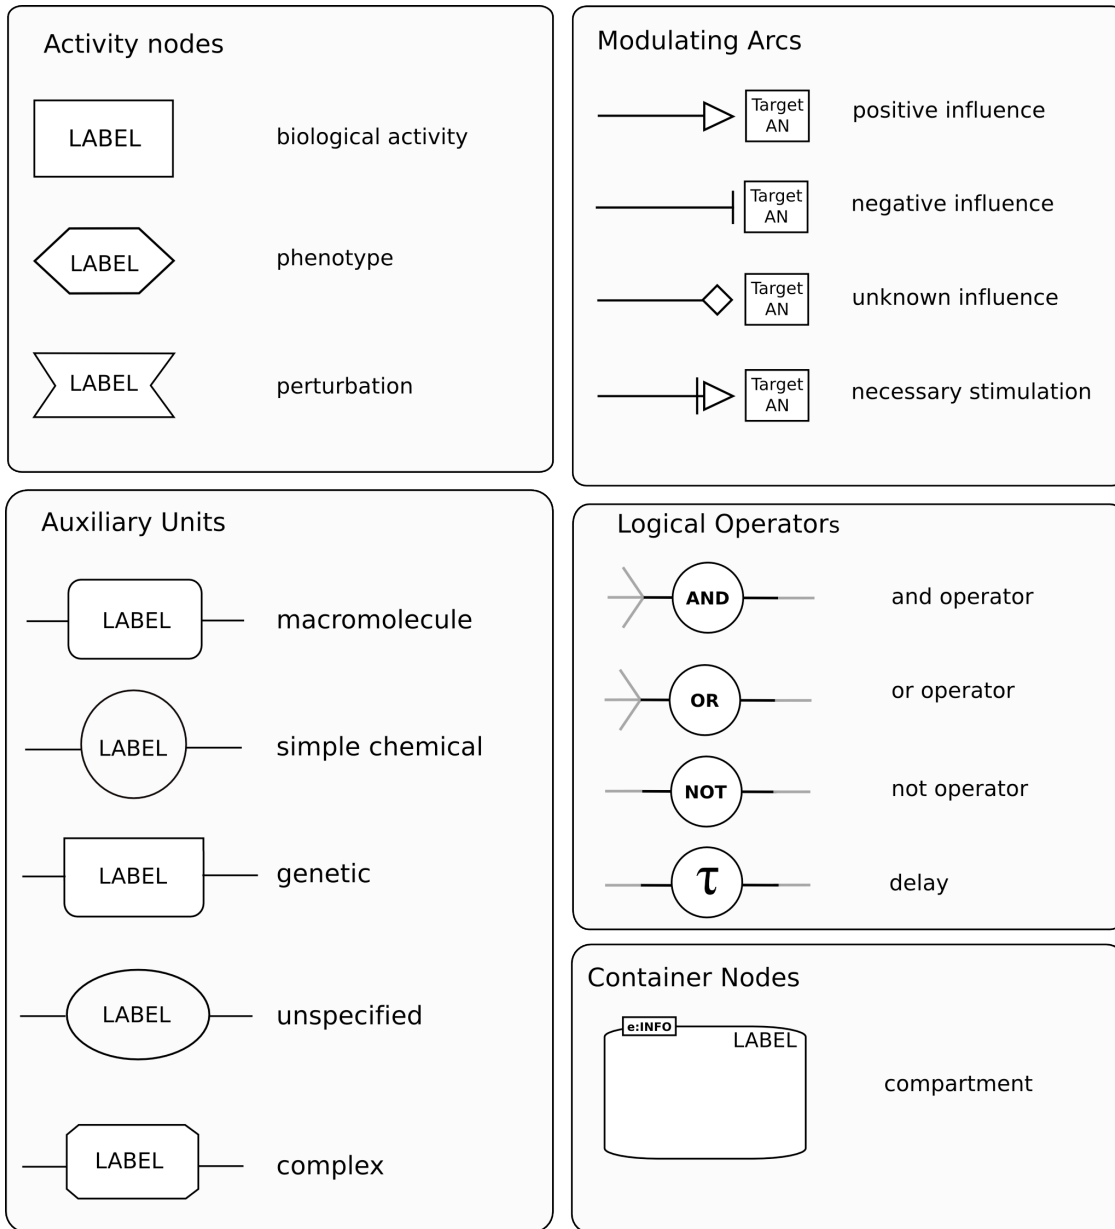 Activity nodes
LABEL
biological activity
LABEL
phenotype
LABEL
perturbation
Modulating Arcs
Target
AN
positive influence
Target
AN
negative influence
Target
AN
unknown influence
Target
AN
necessary stimulation
Auxiliary Units
LABEL
macromolecule
LABEL
simple chemical
LABEL
genetic
LABEL
unspecified
LABEL
complex
Logical Operators
AND
and operator
OR
or operator
NOT
not operator
τ
delay
Container Nodes
e:INFO
LABEL
compartment